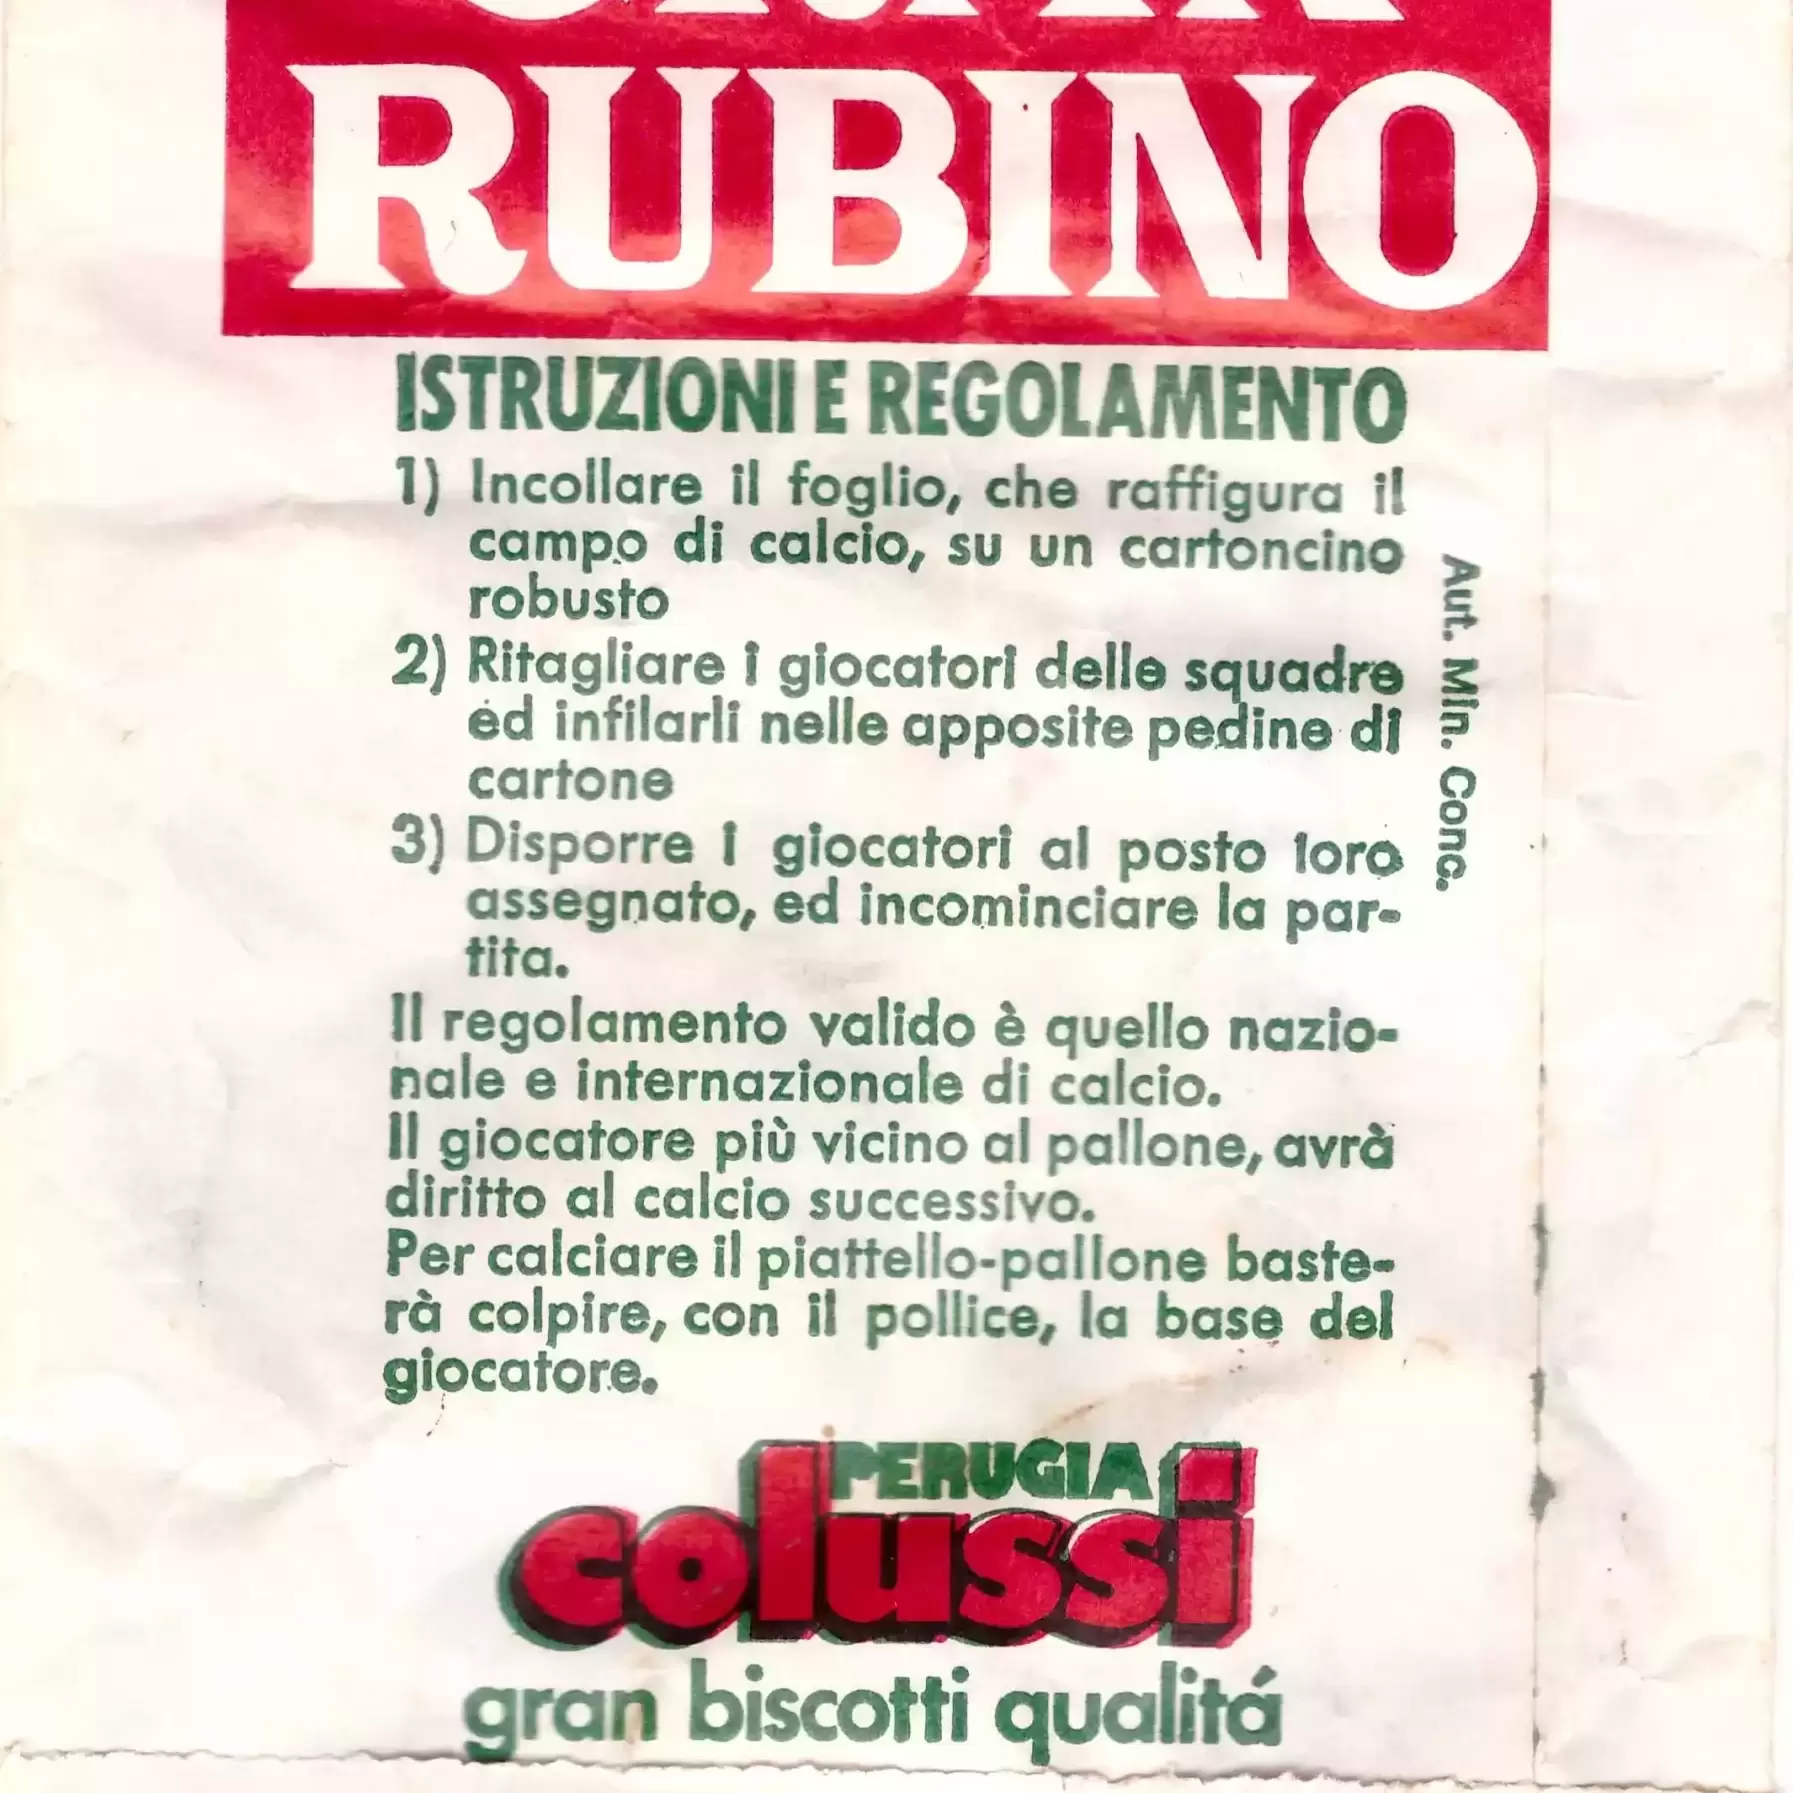 RUBINO
ISTRUZIONI E REGOLAMENTO
1) Incollare il foglio, che raffigura il
campo di calcio, su un cartoncino
robusto
2) Ritagliare i giocatori delle squadre
ed infilarli nelle apposite pedine di
cartone
3) Disporre i giocatori al posto loro
assegnato, ed incominciare la par-
tita.
Il regolamento valido è quello nazio-
nale e internazionale di calcio.
Il giocatore più vicino al pallone, avrà
diritto al calcio successivo.
Per calciare il piattello-pallone baste-
rà colpire, con il pollice, la base del
giocatore.
Aut. Min. Conc.
PERUGIA
colussi
gran biscotti qualitá